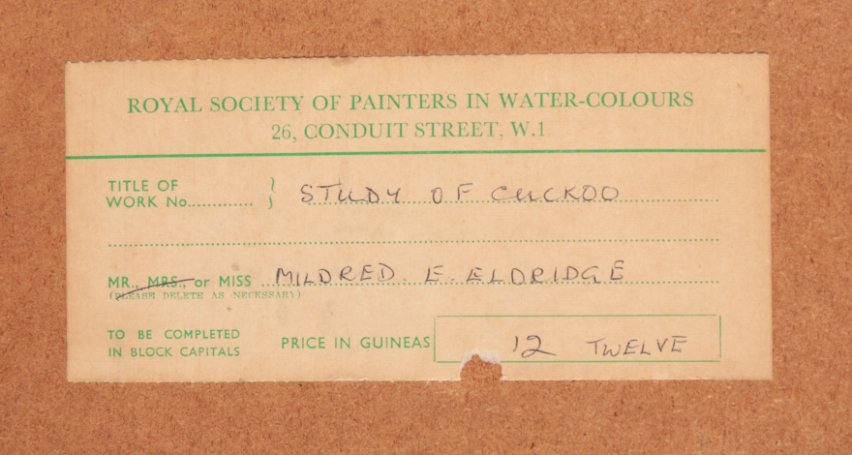 ROYAL SOCIETY OF PAINTERS IN WATER-COLOURS
26, CONDUIT STREET, W.1
TITLE OF
WORK No.............. } STUDY OF CUCKOO
MR., MRS., or MISS MILDRED. E. ELDRIDGE
(PLEASE DELETE AS NECESSARY)
TO BE COMPLETED
IN BLOCK CAPITALS
PRICE IN GUINEAS 12 TWELVE